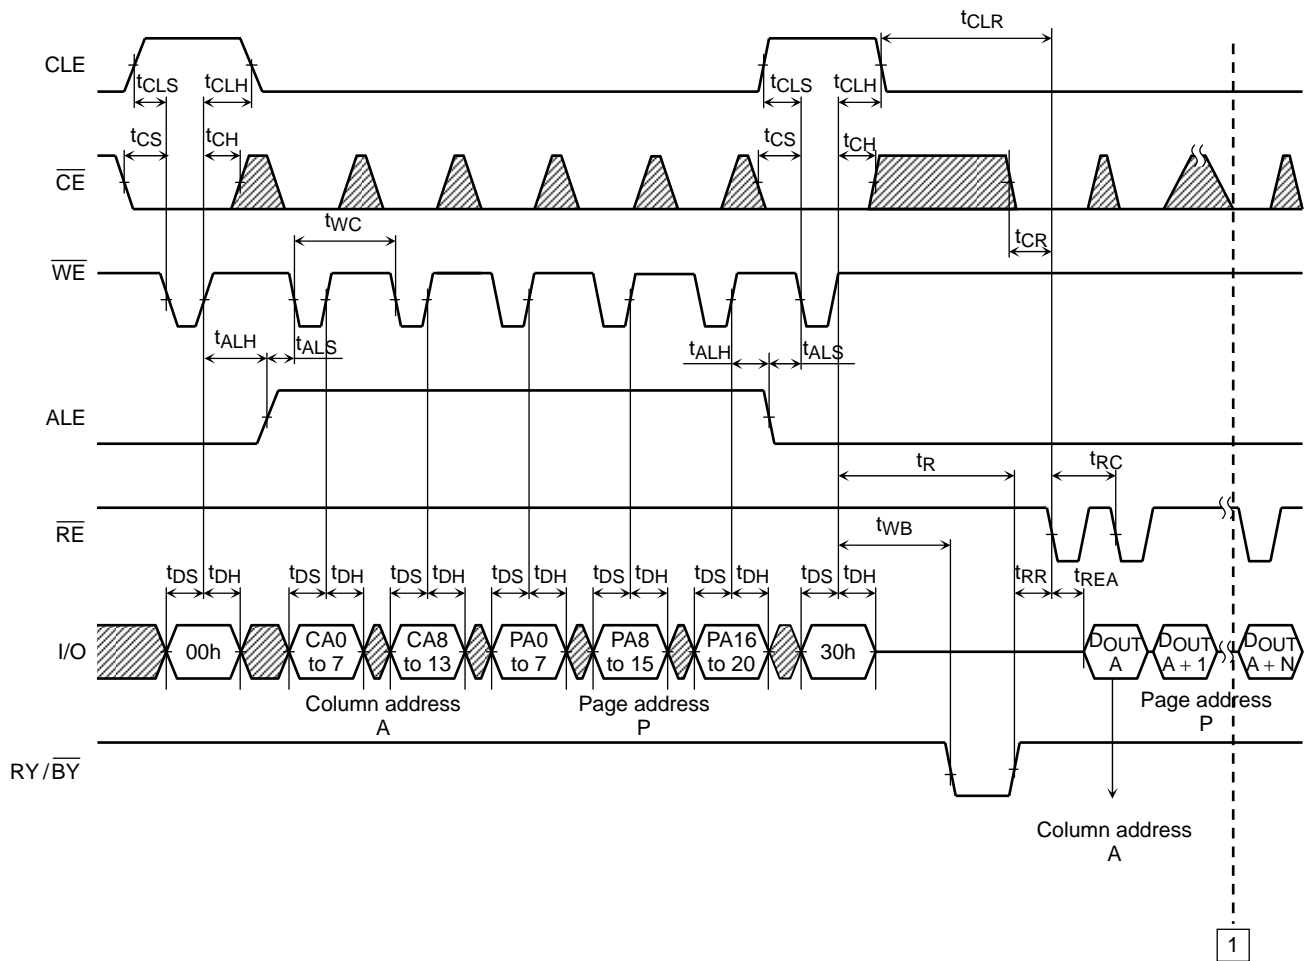 tCLR
CLE
tCLS tCLH tCLS tCLH
tCS tCH tCS tCH
CE
tWC tCR
WE
tALH tALS tALH tALS
ALE
tR tRC
RE
tWB
tDS tDH tDS tDH tDS tDH tDS tDH tDS tDH tDS tDH tDS tDH tRR tREA
I/O 00h CA0 to 7 CA8 to 13 PA0 to 7 PA8 to 15 PA16 to 20 30h DOUT A DOUT A + 1 DOUT A + N
Column address A Page address P Page address P
RY/BY
Column address
A
1